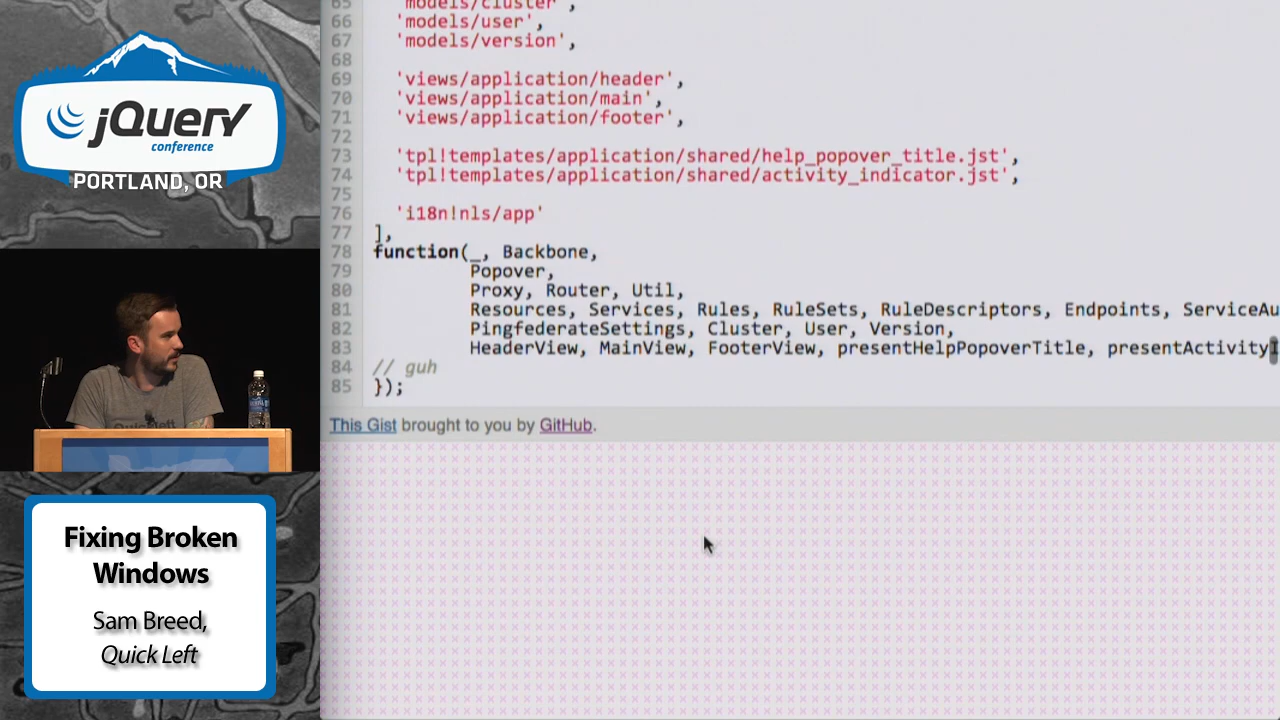 jQuery
conference
PORTLAND, OR
Fixing Broken
Windows
Sam Breed,
Quick Left
65 'models/cluster',
66 'models/user',
67 'models/version',
68
69 'views/application/header',
70 'views/application/main',
71 'views/application/footer',
72
73 'tpl!templates/application/shared/help_popover_title.jst',
74 'tpl!templates/application/shared/activity_indicator.jst',
75
76 'i18n!nls/app'
77 ],
78 function(_, Backbone,
79 Popover,
80 Proxy, Router, Util,
81 Resources, Services, Rules, RuleSets, RuleDescriptors, Endpoints, ServiceAu
82 PingfederateSettings, Cluster, User, Version,
83 HeaderView, MainView, FooterView, presentHelpPopoverTitle, presentActivityI
84 // guh
85 });
This Gist brought to you by GitHub.